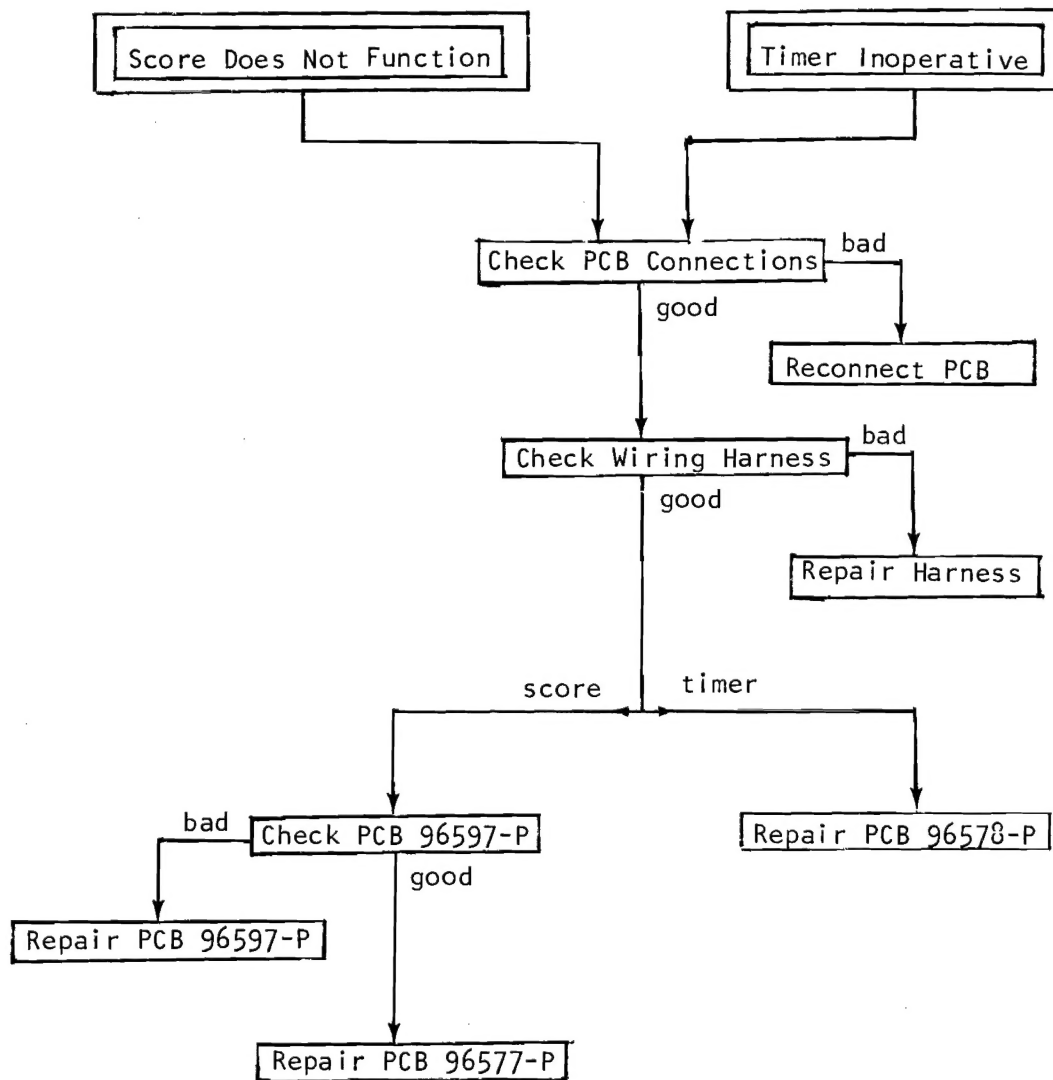 Score Does Not Function
Timer Inoperative
Check PCB Connections
bad
good
Reconnect PCB
Check Wiring Harness
bad
good
Repair Harness
score
timer
bad
Check PCB 96597-P
Repair PCB 96578-P
good
Repair PCB 96597-P
Repair PCB 96577-P